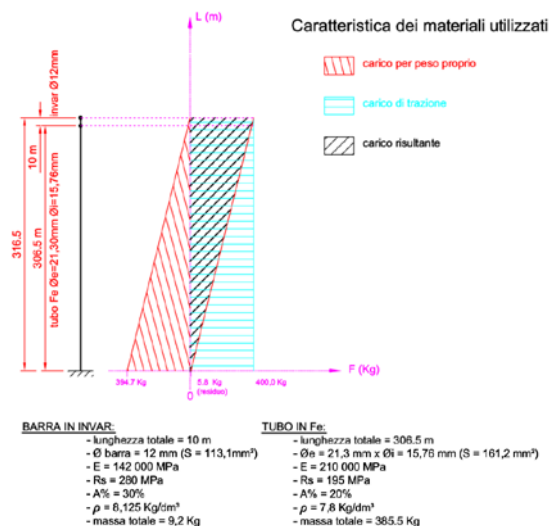 Caratteristica dei materiali utilizzati
L (m)
carico per peso proprio
carico di trazione
carico risultante
invar Ø12mm
10 m
316.5
306.5 m
tubo Fe Øe=21,30mm Øi=15,76mm
394.7 Kg
5.8 Kg
0
(residuo)
400,0 Kg
F (Kg)
BARRA IN INVAR:
- lunghezza totale = 10 m
- Ø barra = 12 mm (S = 113,1mm²)
- E = 142 000 MPa
- Rs = 280 MPa
- A% = 30%
- ρ = 8,125 Kg/dm³
- massa totale = 9,2 Kg
TUBO IN Fe:
- lunghezza totale = 306.5 m
- Øe = 21,3 mm x Øi = 15,76 mm (S = 161,2 mm²)
- E = 210 000 MPa
- Rs = 195 MPa
- A% = 20%
- ρ = 7,8 Kg/dm³
- massa totale = 385.5 Kg